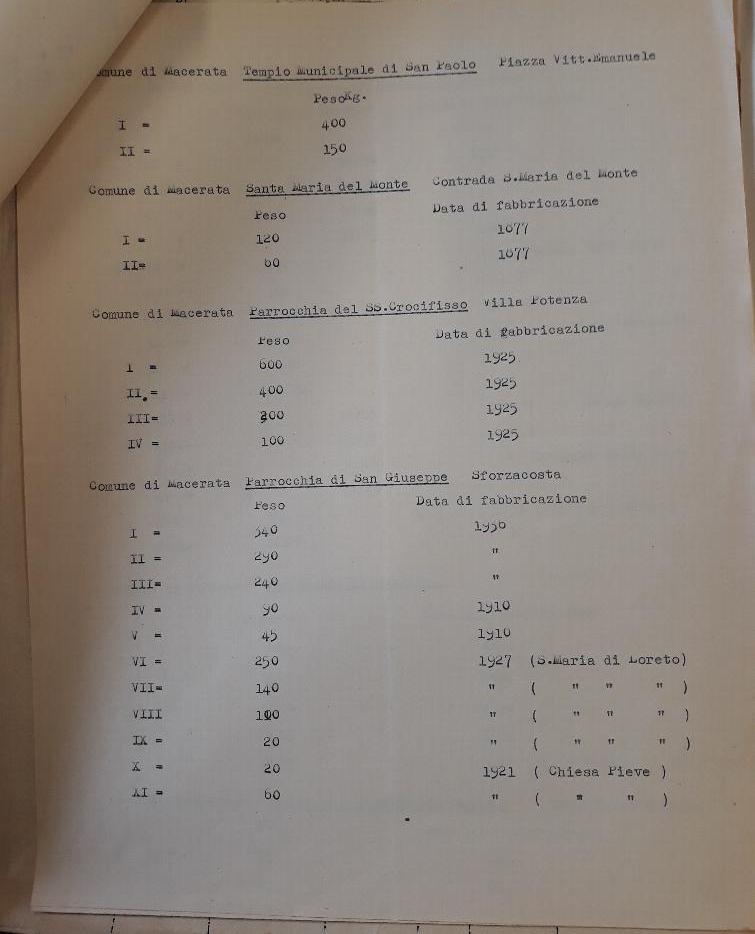 omune di Macerata Tempio Municipale di San Paolo Piazza Vitt.Emanuele
Peso Kg.
I = 400
II = 150
Comune di Macerata Santa Maria del Monte Contrada S.Maria del Monte
Peso Data di fabbricazione
I = 120 1877
II= 60 1877
Comune di Macerata Parrocchia del SS.Crocifisso Villa Potenza
Peso Data di fabbricazione
I = 600 1925
II.= 400 1925
III= 200 1925
IV = 100 1925
Comune di Macerata Parrocchia di San Giuseppe Sforzacosta
Peso Data di fabbricazione
I = 340
II = 290 "
III= 240 "
IV = 90 1910
V = 45 1910
VI = 250 1927 (S.Maria di Loreto)
VII= 140 " ( " " " )
VIII 100 " ( " " " )
IX = 20 " ( " " " )
X = 20 1921 ( Chiesa Pieve )
XI = 60 " ( " " )